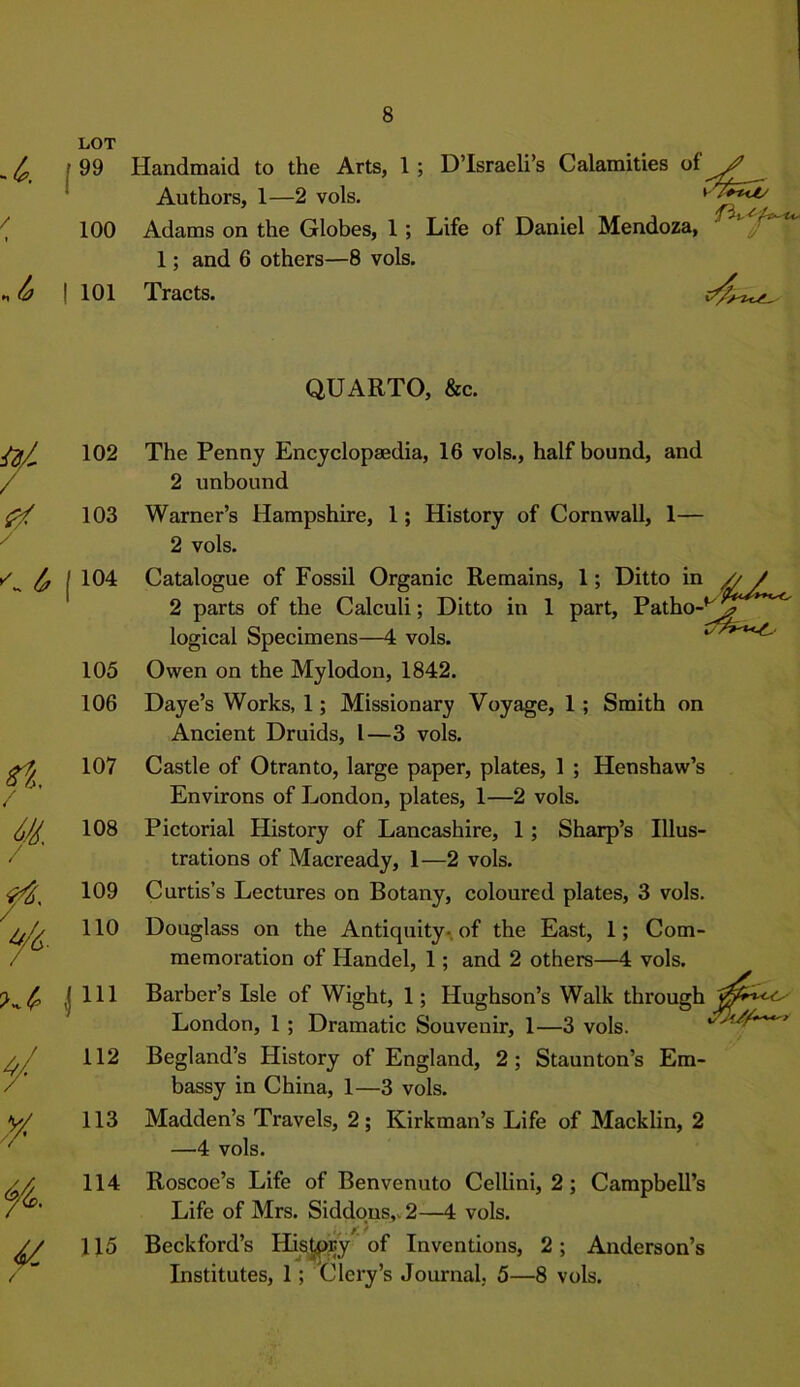 8
LOT
99 Handmaid to the Arts, 1; D'Israeli's Calamities of
Authors, 1—2 vols.
100 Adams on the Globes, 1; Life of Daniel Mendoza,
1; and 6 others—8 vols.
101 Tracts.
QUARTO, &c.
102 The Penny Encyclopædia, 16 vols., half bound, and
2 unbound
103 Warner's Hampshire, 1; History of Cornwall, 1—
2 vols.
104 Catalogue of Fossil Organic Remains, 1; Ditto in
2 parts of the Calculi; Ditto in 1 part, Patho-
logical Specimens—4 vols.
105 Owen on the Mylodon, 1842.
106 Daye's Works, 1; Missionary Voyage, 1; Smith on
Ancient Druids, 1—3 vols.
107 Castle of Otranto, large paper, plates, 1; Henshaw's
Environs of London, plates, 1—2 vols.
108 Pictorial History of Lancashire, 1; Sharp's Illus-
trations of Macready, 1—2 vols.
109 Curtis's Lectures on Botany, coloured plates, 3 vols.
110 Douglass on the Antiquity of the East, 1; Com-
memoration of Handel, 1; and 2 others—4 vols.
111 Barber's Isle of Wight, 1; Hughson's Walk through
London, 1; Dramatic Souvenir, 1—3 vols.
112 Begland's History of England, 2; Staunton's Em-
bassy in China, 1—3 vols.
113 Madden's Travels, 2; Kirkman's Life of Macklin, 2
—4 vols.
114 Roscoe's Life of Benvenuto Cellini, 2; Campbell's
Life of Mrs. Siddons, 2—4 vols.
115 Beckford's History of Inventions, 2; Anderson's
Institutes, 1; Clery's Journal, 5—8 vols.